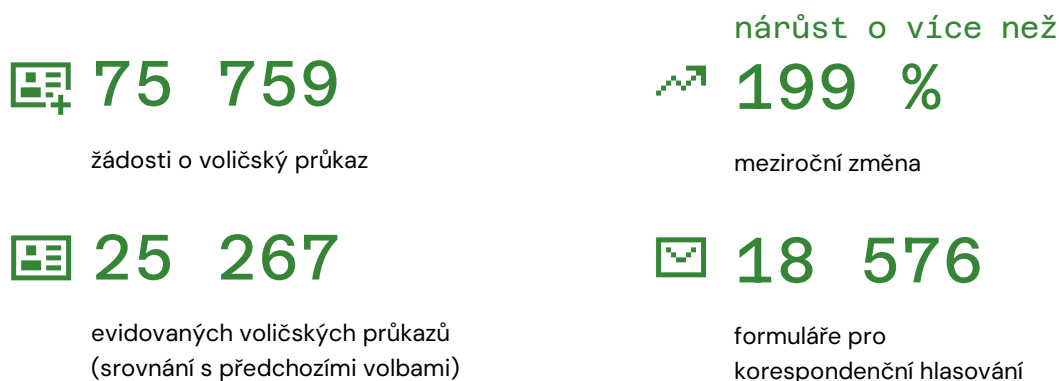 75 759
žádosti o voličský průkaz
nárůst o více než
199 %
meziroční změna
25 267
evidovaných voličských průkazů
(srovnání s předchozími volbami)
18 576
formuláře pro
korespondenční hlasování